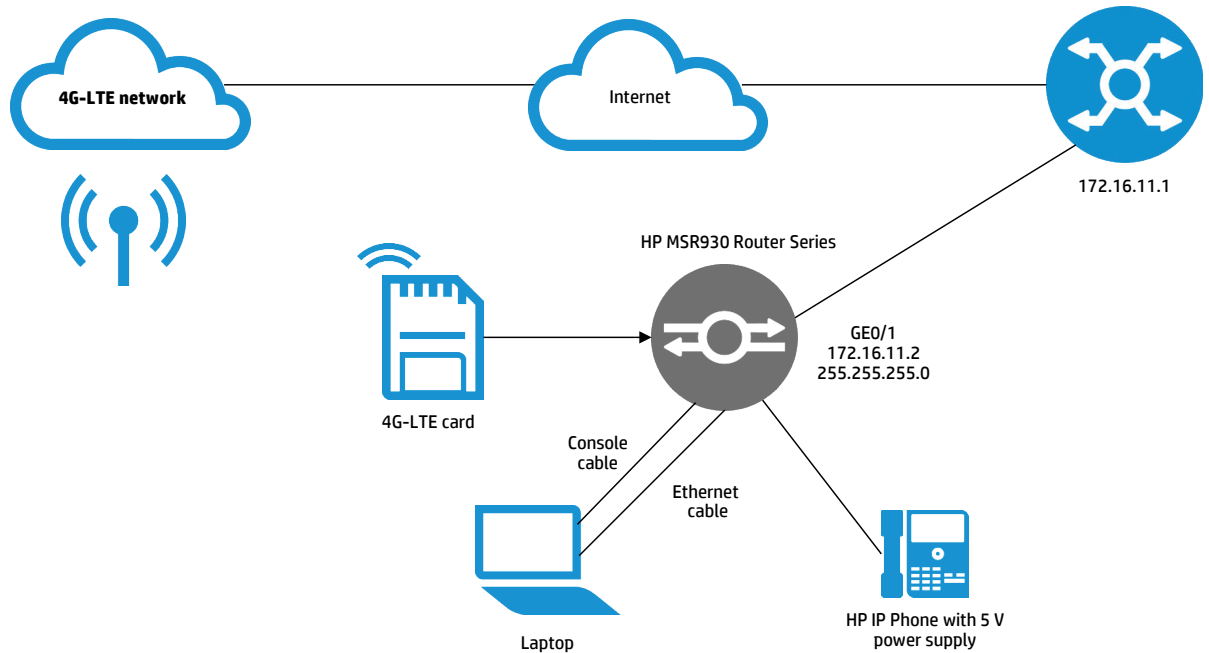 4G-LTE network
Internet
172.16.11.1
HP MSR930 Router Series
GE0/1
172.16.11.2
255.255.255.0
4G-LTE card
Console
cable
Ethernet
cable
Laptop
HP IP Phone with 5 V
power supply